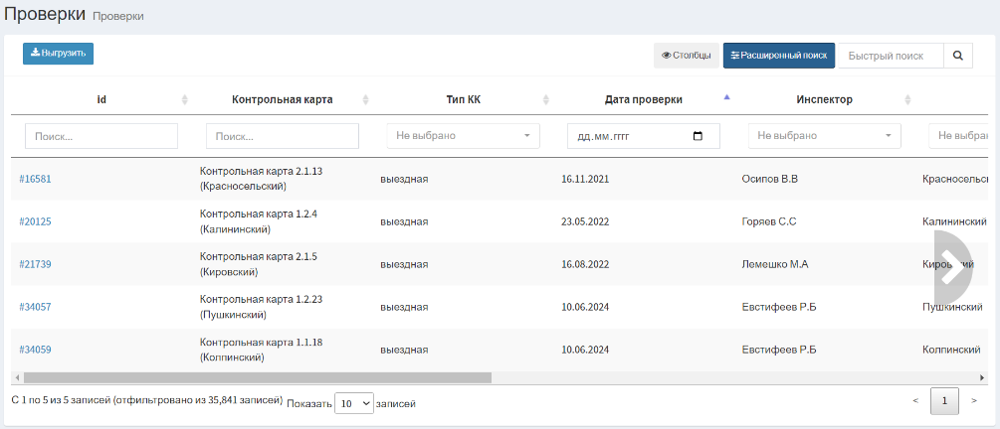 Проверки Проверки
Выгрузить Столбцы Расширенный поиск Быстрый поиск
id Контрольная карта Тип КК Дата проверки Инспектор
Поиск... Поиск... Не выбрано дд.мм.гггг Не выбрано Не выбран
#16581 Контрольная карта 2.1.13 (Красносельский) выездная 16.11.2021 Осипов В.В Красносельск
#20125 Контрольная карта 1.2.4 (Калининский) выездная 23.05.2022 Горяев С.С Калининский
#21739 Контрольная карта 2.1.5 (Кировский) выездная 16.08.2022 Лемешко М.А Кировский
#34057 Контрольная карта 1.2.23 (Пушкинский) выездная 10.06.2024 Евстифеев Р.Б Пушкинский
#34059 Контрольная карта 1.1.18 (Колпинский) выездная 10.06.2024 Евстифеев Р.Б Колпинский
С 1 по 5 из 5 записей (отфильтровано из 35,841 записей) Показать 10 записей < 1 >